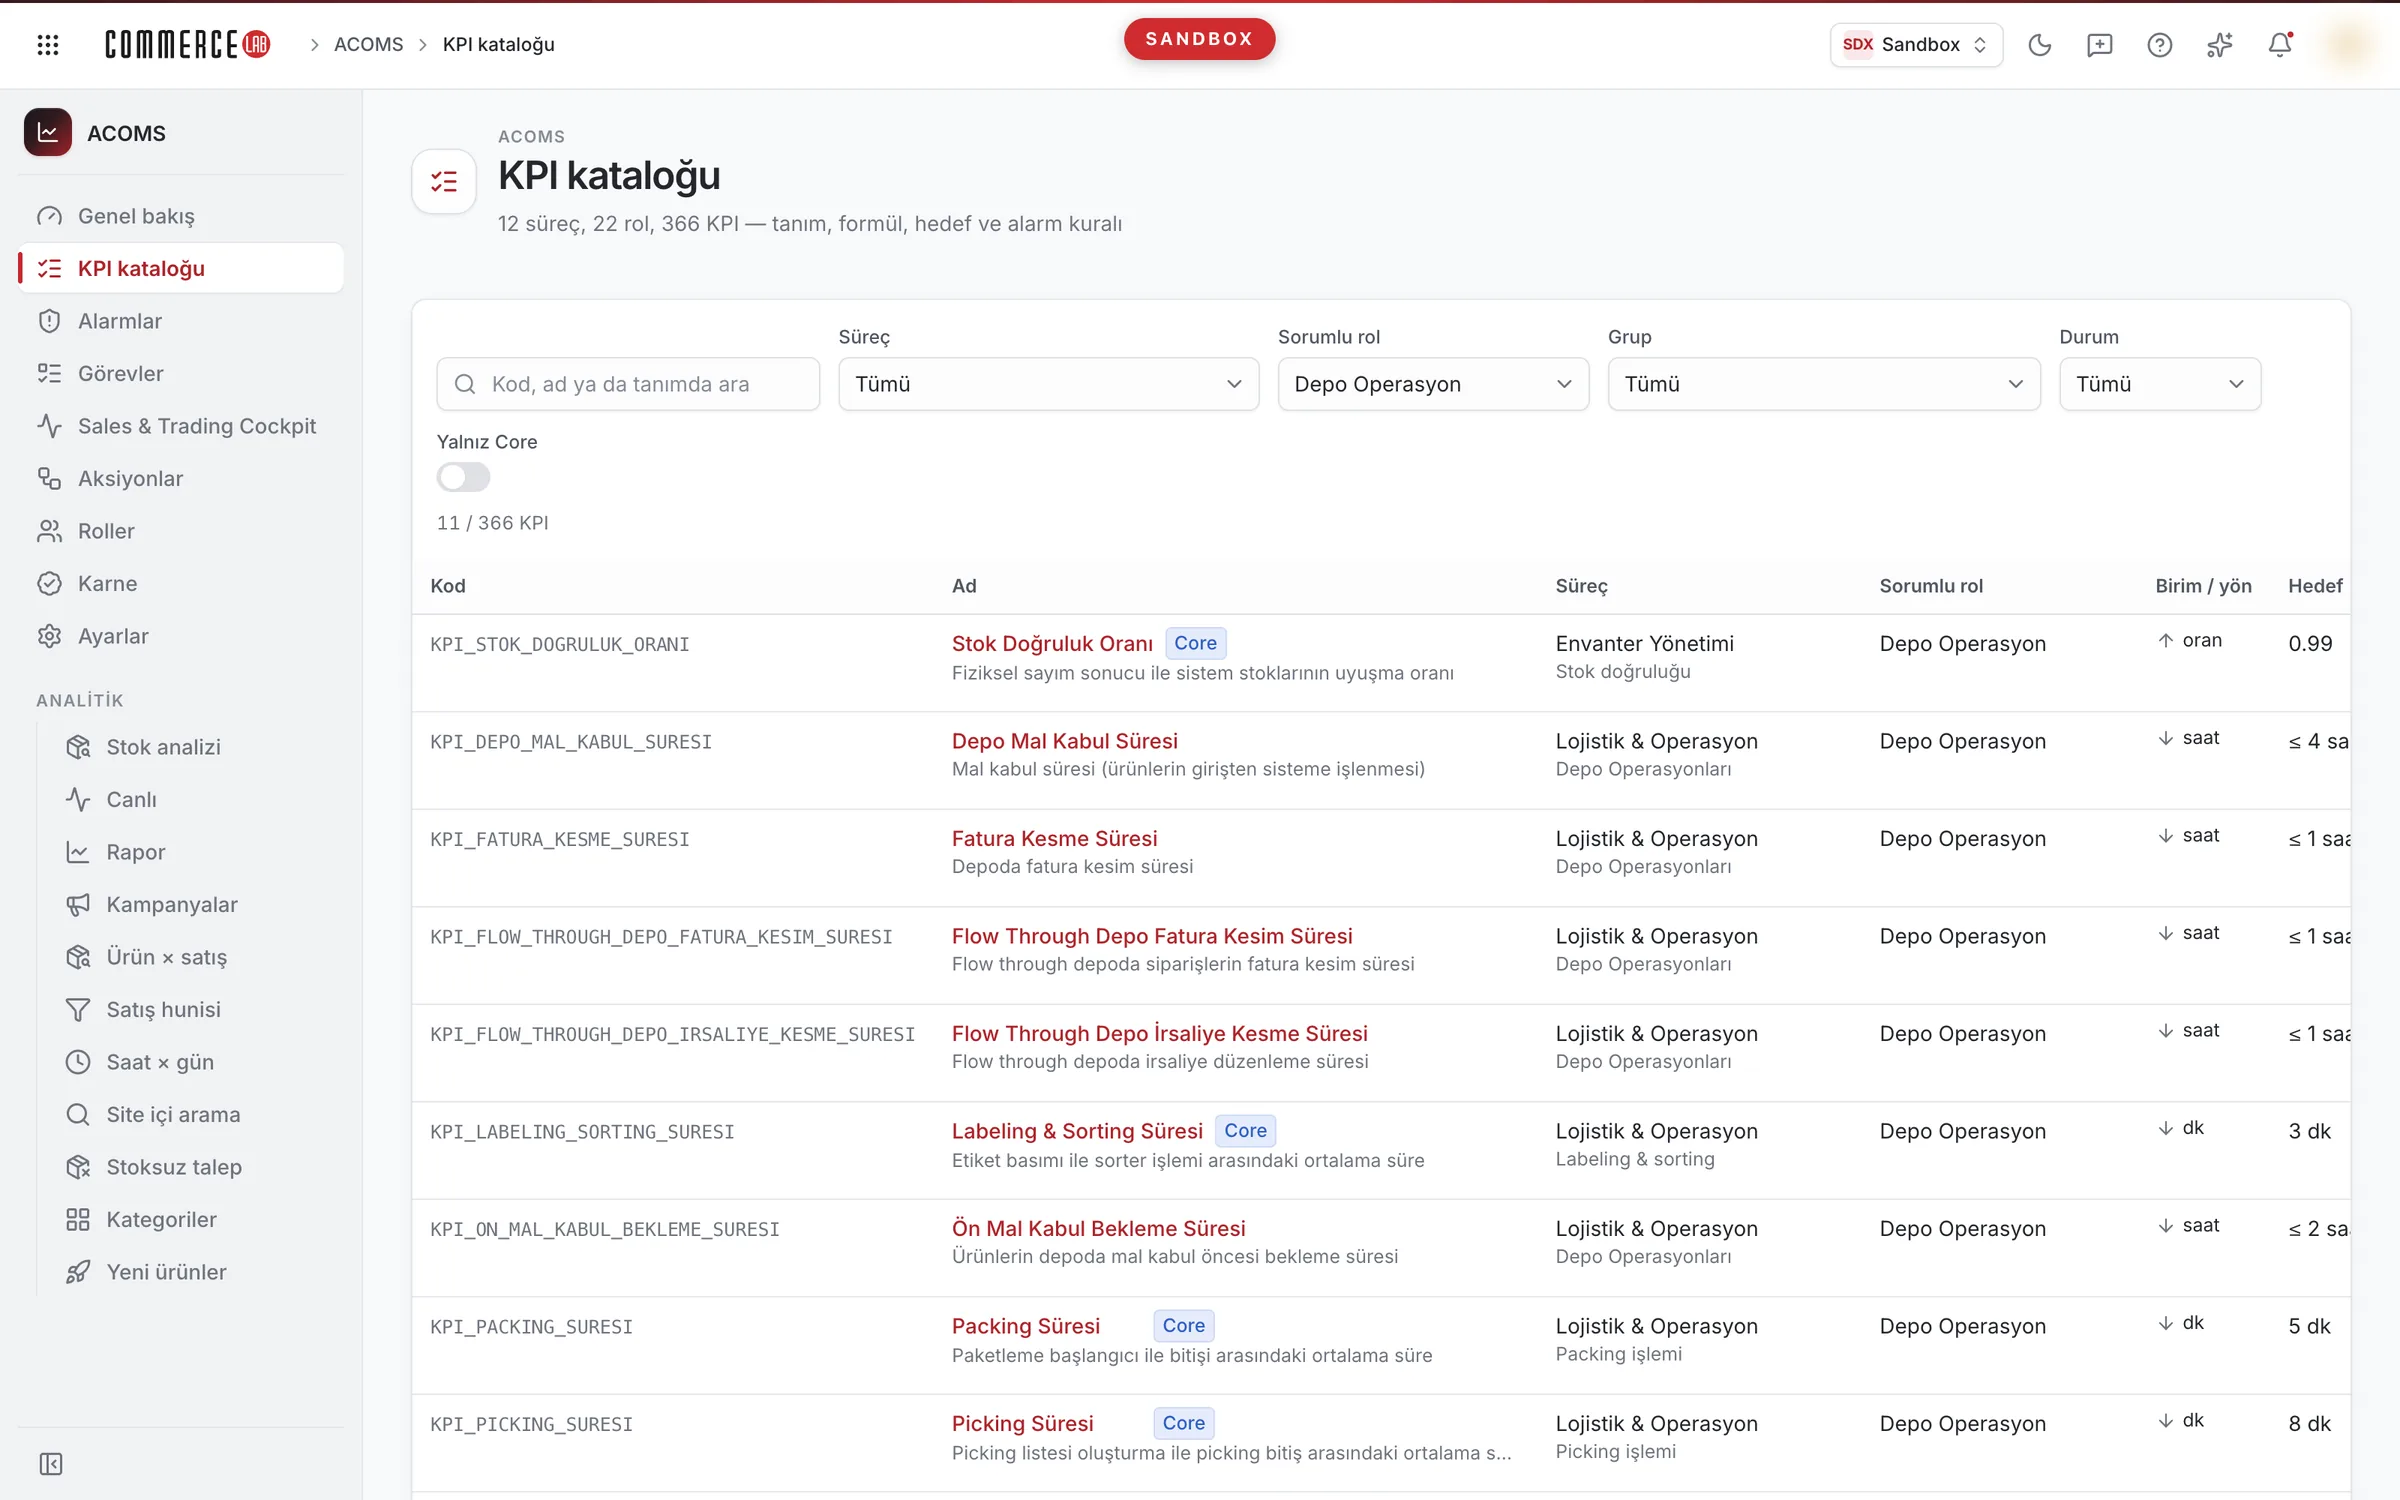 COMMERCE LAB
ACOMS
KPI kataloğu
SANDBOX
SDX Sandbox
ACOMS
Genel bakış
KPI kataloğu
Alarmlar
Görevler
Sales & Trading Cockpit
Aksiyonlar
Roller
Karne
Ayarlar
ANALİTİK
Stok analizi
Canlı
Rapor
Kampanyalar
Ürün × satış
Satış hunisi
Saat × gün
Site içi arama
Stoksuz talep
Kategoriler
Yeni ürünler
ACOMS
KPI kataloğu
12 süreç, 22 rol, 366 KPI — tanım, formül, hedef ve alarm kuralı
Süreç Sorumlu rol Grup Durum
Kod, ad ya da tanımda ara Tümü Depo Operasyon Tümü Tümü
Yalnız Core
11 / 366 KPI
Kod Ad Süreç Sorumlu rol Birim / yön Hedef
KPI_STOK_DOGRULUK_ORANI Stok Doğruluk Oranı Core Envanter Yönetimi Depo Operasyon ↑ oran 0.99
Fiziksel sayım sonucu ile sistem stoklarının uyuşma oranı Stok doğruluğu
KPI_DEPO_MAL_KABUL_SURESI Depo Mal Kabul Süresi Lojistik & Operasyon Depo Operasyon ↓ saat ≤ 4 sa
Mal kabul süresi (ürünlerin girişten sisteme işlenmesi) Depo Operasyonları
KPI_FATURA_KESME_SURESI Fatura Kesme Süresi Lojistik & Operasyon Depo Operasyon ↓ saat ≤ 1 saa
Depoda fatura kesim süresi Depo Operasyonları
KPI_FLOW_THROUGH_DEPO_FATURA_KESIM_SURESI Flow Through Depo Fatura Kesim Süresi Lojistik & Operasyon Depo Operasyon ↓ saat ≤ 1 saa
Flow through depoda siparişlerin fatura kesim süresi Depo Operasyonları
KPI_FLOW_THROUGH_DEPO_IRSALIYE_KESME_SURESI Flow Through Depo İrsaliye Kesme Süresi Lojistik & Operasyon Depo Operasyon ↓ saat ≤ 1 saa
Flow through depoda irsaliye düzenleme süresi Depo Operasyonları
KPI_LABELING_SORTING_SURESI Labeling & Sorting Süresi Core Lojistik & Operasyon Depo Operasyon ↓ dk 3 dk
Etiket basımı ile sorter işlemi arasındaki ortalama süre Labeling & sorting
KPI_ON_MAL_KABUL_BEKLEME_SURESI Ön Mal Kabul Bekleme Süresi Lojistik & Operasyon Depo Operasyon ↓ saat ≤ 2 sa
Ürünlerin depoda mal kabul öncesi bekleme süresi Depo Operasyonları
KPI_PACKING_SURESI Packing Süresi Core Lojistik & Operasyon Depo Operasyon ↓ dk 5 dk
Paketleme başlangıcı ile bitişi arasındaki ortalama süre Packing işlemi
KPI_PICKING_SURESI Picking Süresi Core Lojistik & Operasyon Depo Operasyon ↓ dk 8 dk
Picking listesi oluşturma ile picking bitiş arasındaki ortalama s... Picking işlemi